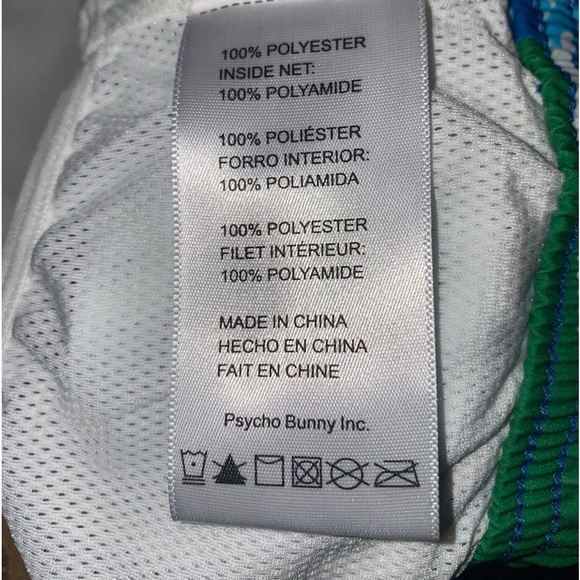 100% POLYESTER
INSIDE NET:
100% POLYAMIDE
100% POLIÉSTER
FORRO INTERIOR:
100% POLIAMIDA
100% POLYESTER
FILET INTÉRIEUR:
100% POLYAMIDE
MADE IN CHINA
HECHO EN CHINA
FAIT EN CHINE
Psycho Bunny Inc.